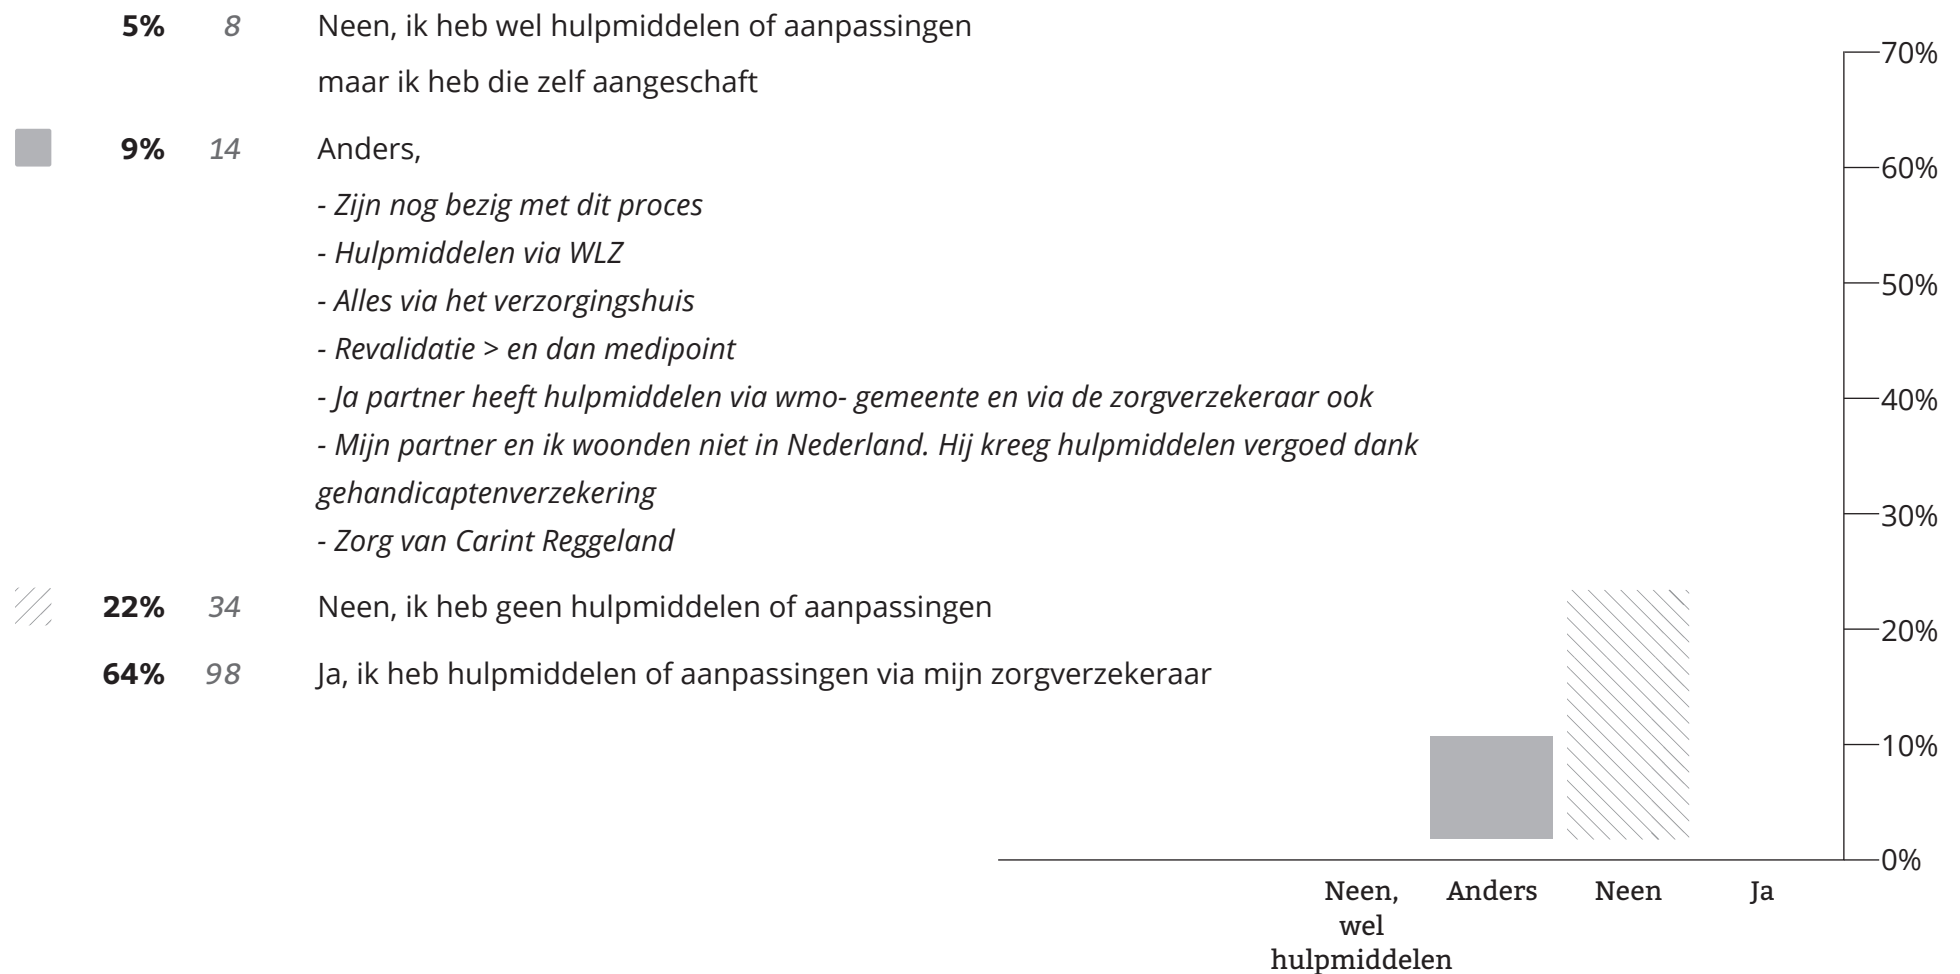 5% 8 Neen, ik heb wel hulpmiddelen of aanpassingen
maar ik heb die zelf aangeschaft
9% 14 Anders,
- Zijn nog bezig met dit proces
- Hulpmiddelen via WLZ
- Alles via het verzorgingshuis
- Revalidatie > en dan medipoint
- Ja partner heeft hulpmiddelen via wmo- gemeente en via de zorgverzekeraar ook
- Mijn partner en ik woonden niet in Nederland. Hij kreeg hulpmiddelen vergoed dank
gehandicaptenverzekering
- Zorg van Carint Reggeland
22% 34 Neen, ik heb geen hulpmiddelen of aanpassingen
64% 98 Ja, ik heb hulpmiddelen of aanpassingen via mijn zorgverzekeraar
70%
60%
50%
40%
30%
20%
10%
0%
Neen,
wel
hulpmiddelen
Anders
Neen
Ja